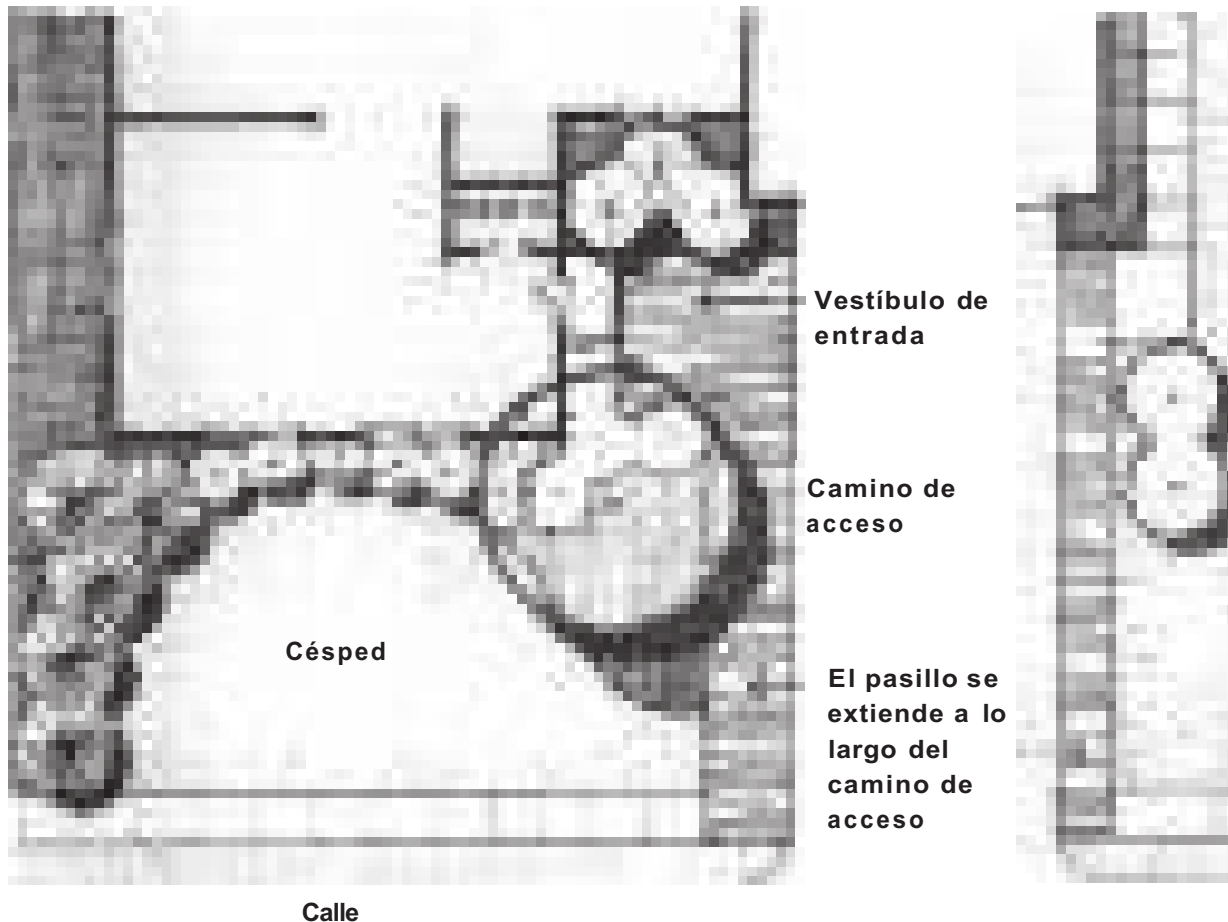 Vestíbulo de
entrada
Camino de
acceso
Césped
El pasillo se
extiende a lo
largo del
camino de
acceso
Calle